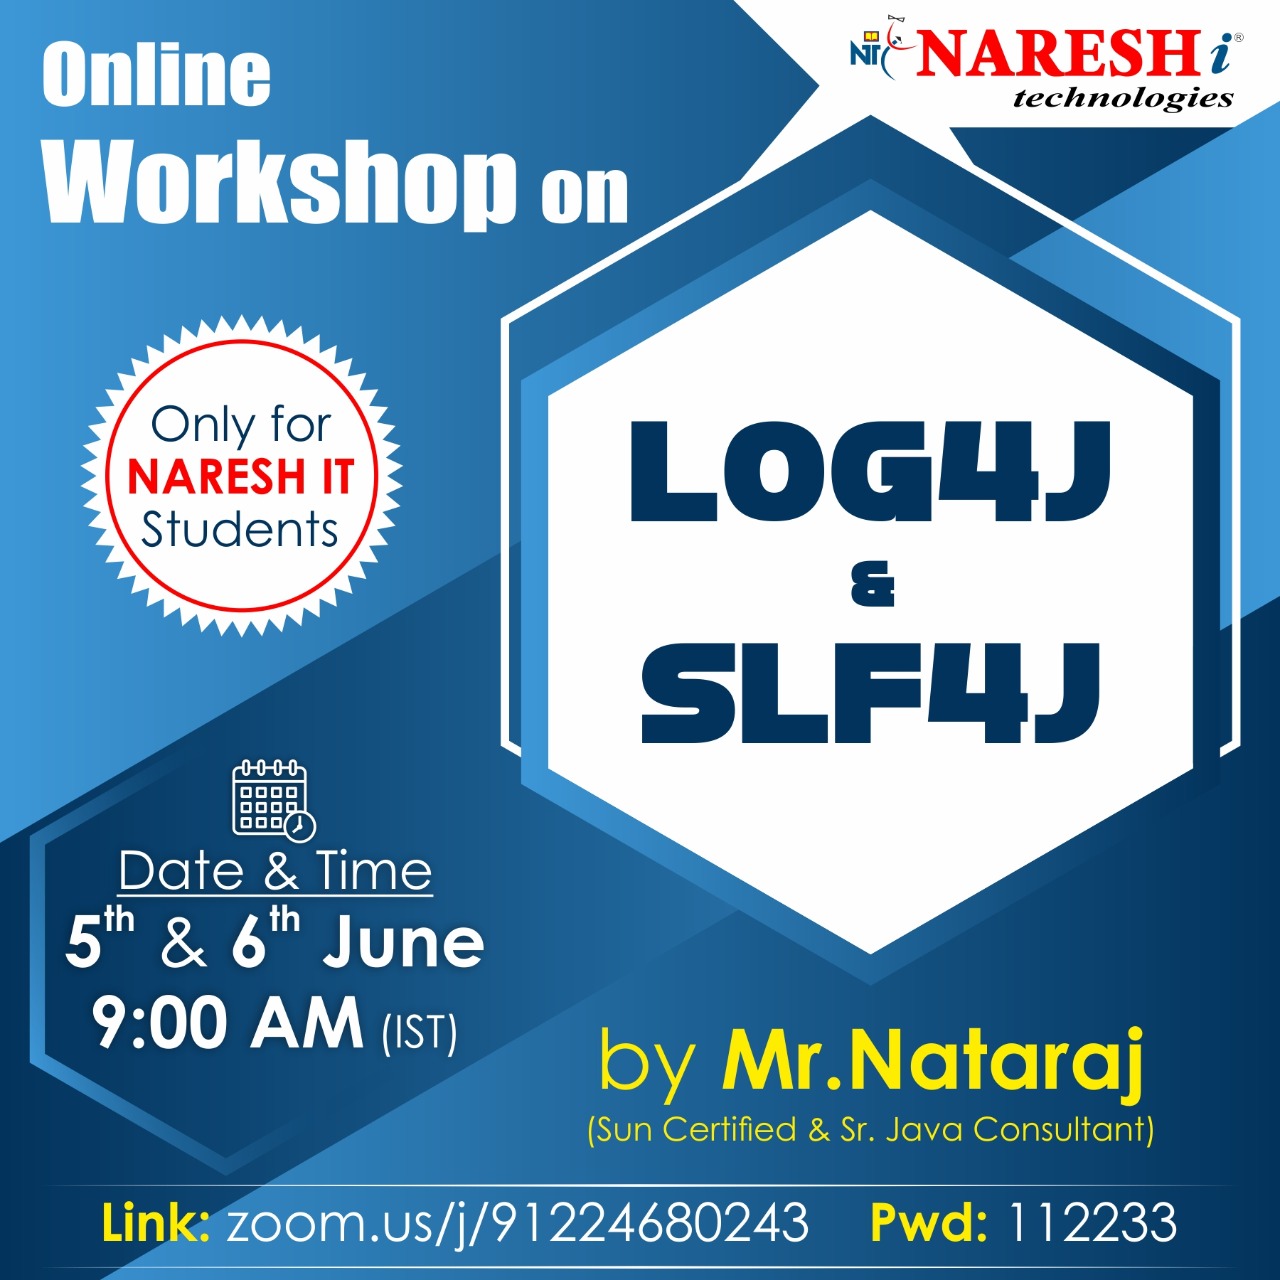 Online
Workshop on
NT
NARESH i®
technologies
Only for
NARESH IT
Students
LOG4J
&
SLF4J
Date & Time
5th & 6th June
9:00 AM (IST)
by Mr.Nataraj
(Sun Certified & Sr. Java Consultant)
Link: zoom.us/j/91224680243 Pwd: 112233